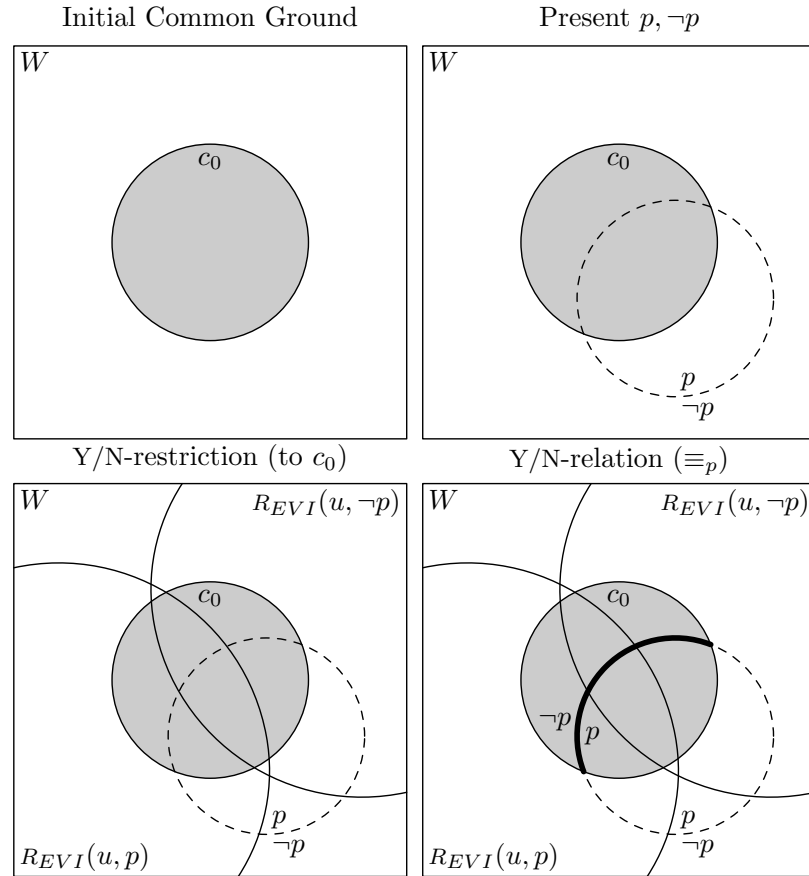 Initial Common Ground
Present p, ¬p
W
c₀
W
c₀
p
¬p
Y/N-restriction (to c₀)
Y/N-relation (≡ₚ)
W
R_EVI(u, ¬p)
c₀
p
¬p
R_EVI(u, p)
W
R_EVI(u, ¬p)
c₀
¬p
p
p
¬p
R_EVI(u, p)